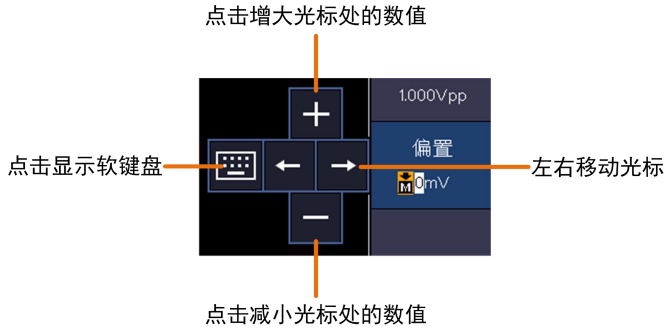 点击增大光标处的数值
1.000Vpp
偏置
M 0mV
点击显示软键盘
左右移动光标
点击减小光标处的数值